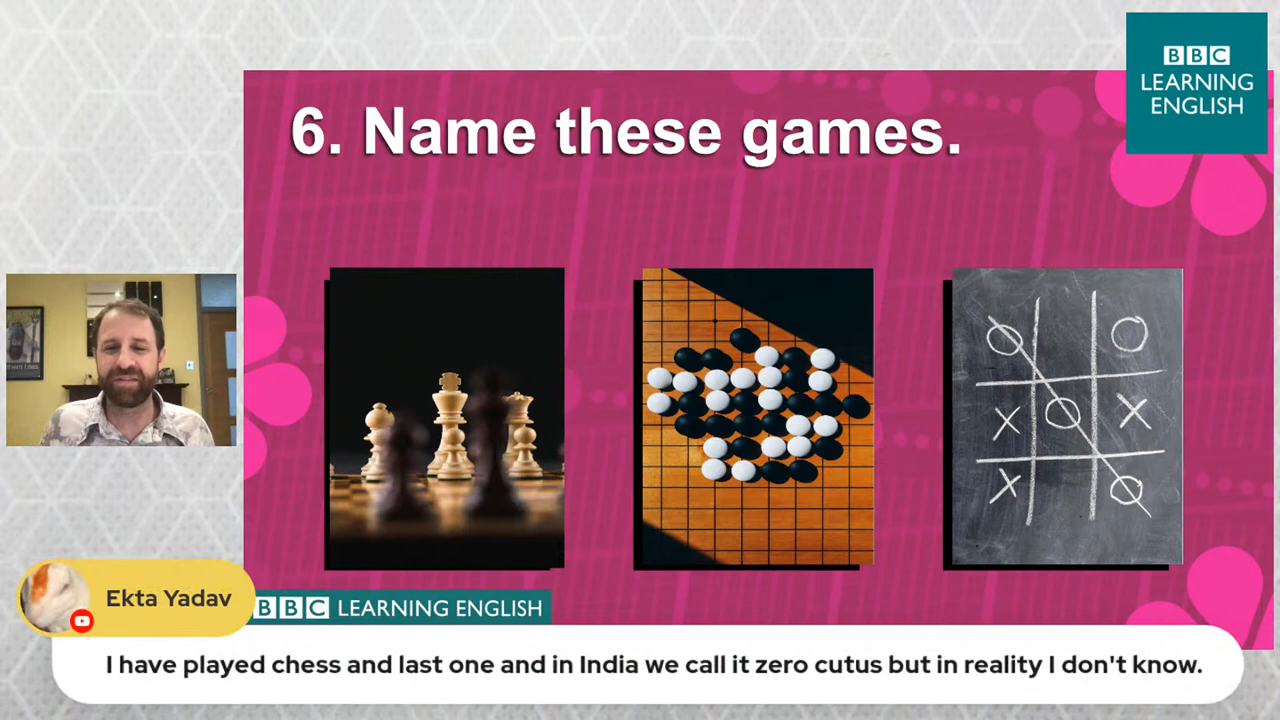 BBC
LEARNING
ENGLISH
6. Name these games.
Ekta Yadav
BBC LEARNING ENGLISH
I have played chess and last one and in India we call it zero cutus but in reality I don't know.